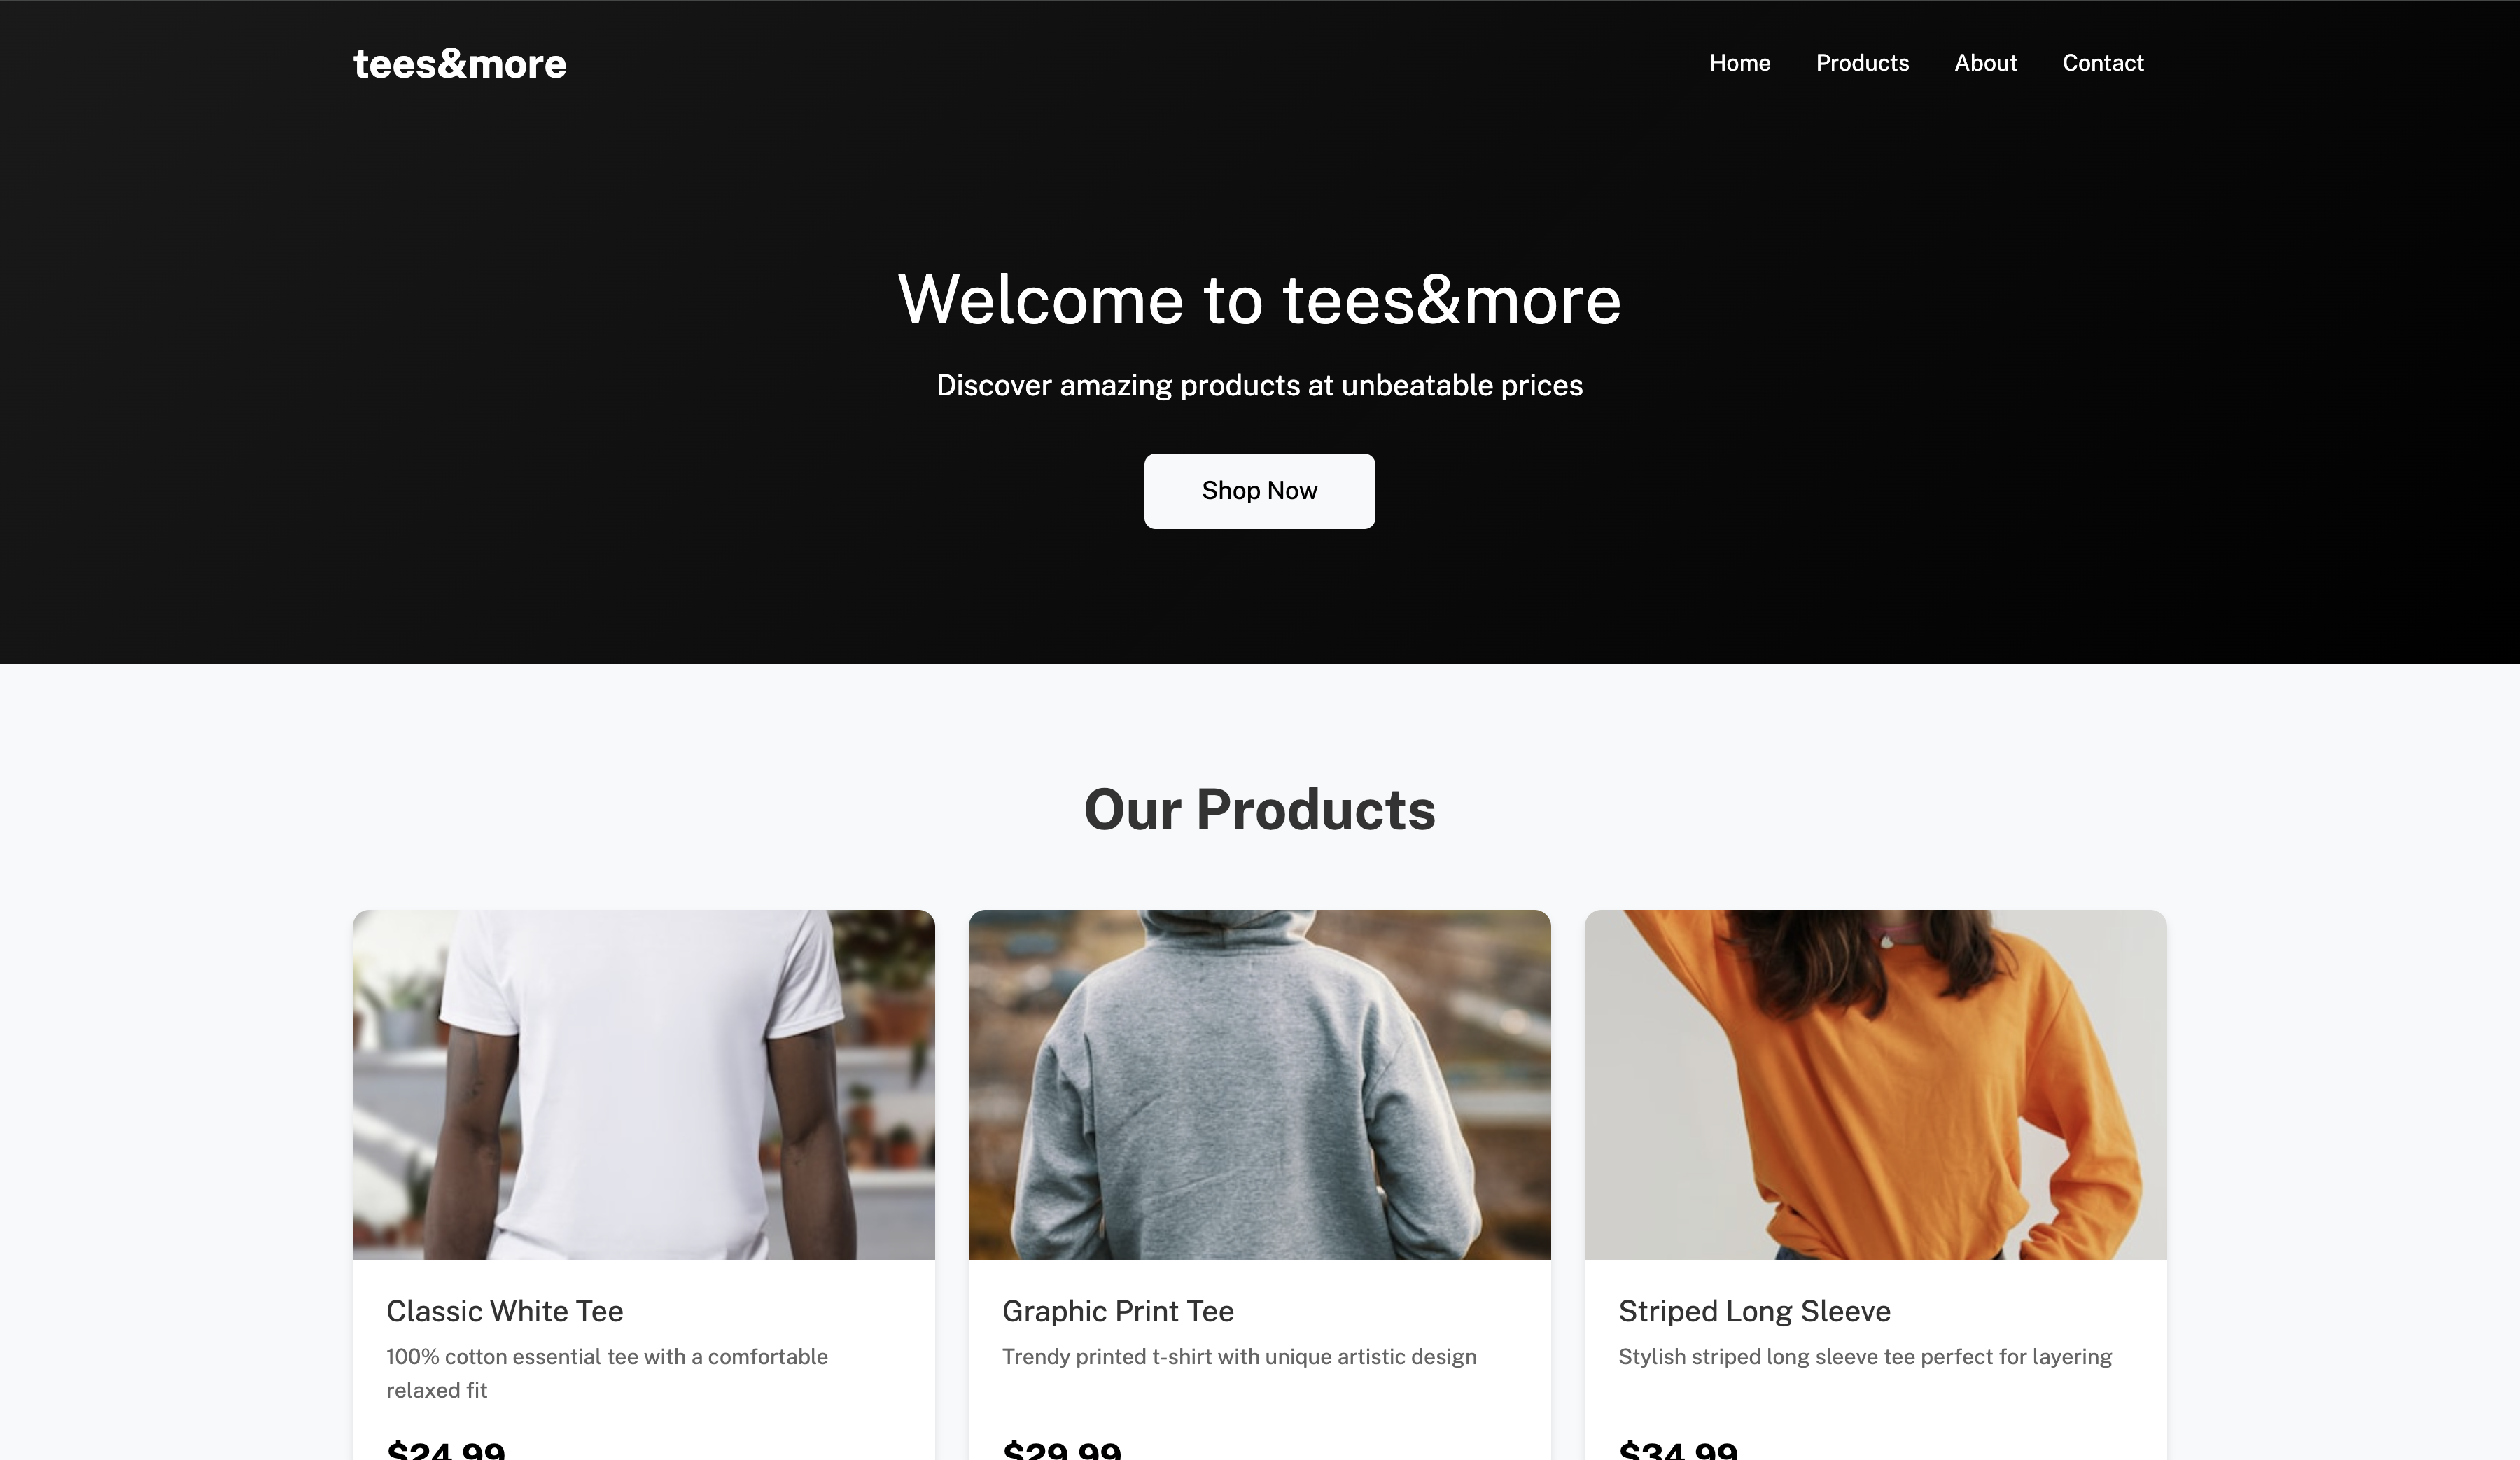 tees&more
Home Products About Contact
Welcome to tees&more
Discover amazing products at unbeatable prices
Shop Now
Our Products
Classic White Tee
100% cotton essential tee with a comfortable
relaxed fit
$24.99
Graphic Print Tee
Trendy printed t-shirt with unique artistic design
$29.99
Striped Long Sleeve
Stylish striped long sleeve tee perfect for layering
$34.99